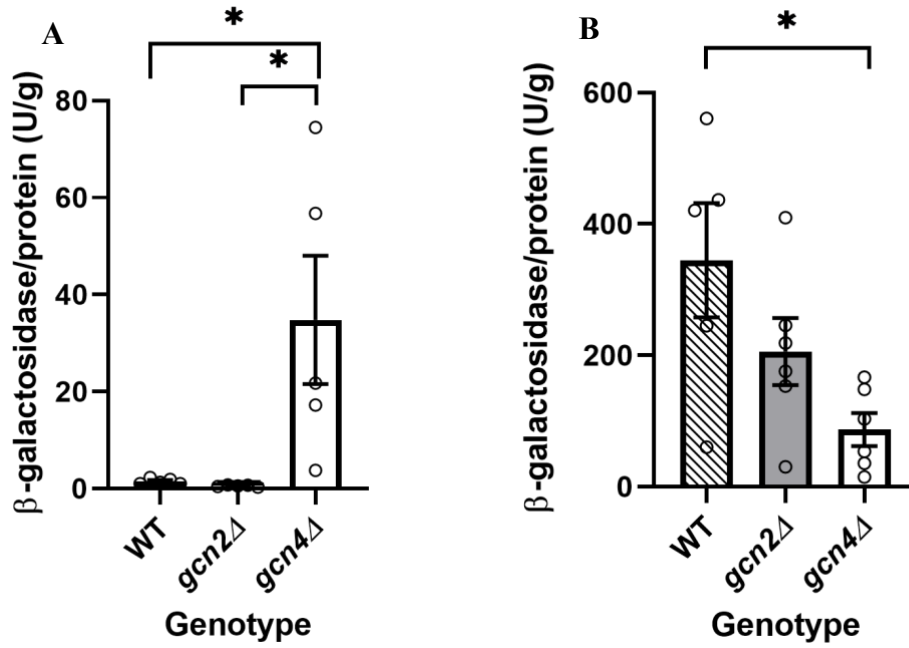 A
*
*
β-galactosidase/protein (U/g)
80
60
40
20
0
WT
gcn2Δ
gcn4Δ
Genotype
B
*
β-galactosidase/protein (U/g)
600
400
200
0
WT
gcn2Δ
gcn4Δ
Genotype